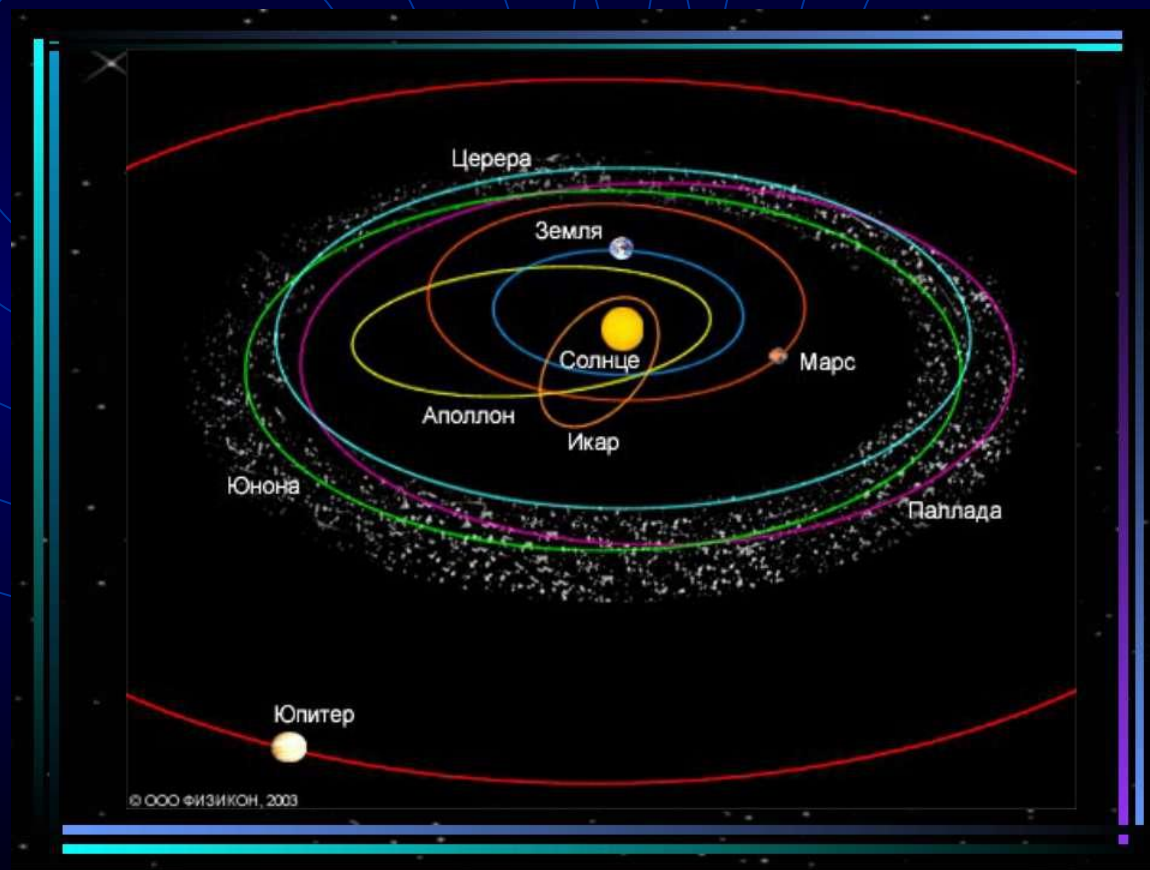 Церера
Земля
Солнце
Марс
Аполлон
Икар
Юнона
Паллада
Юпитер
© ООО ФИЗИКОН, 2003